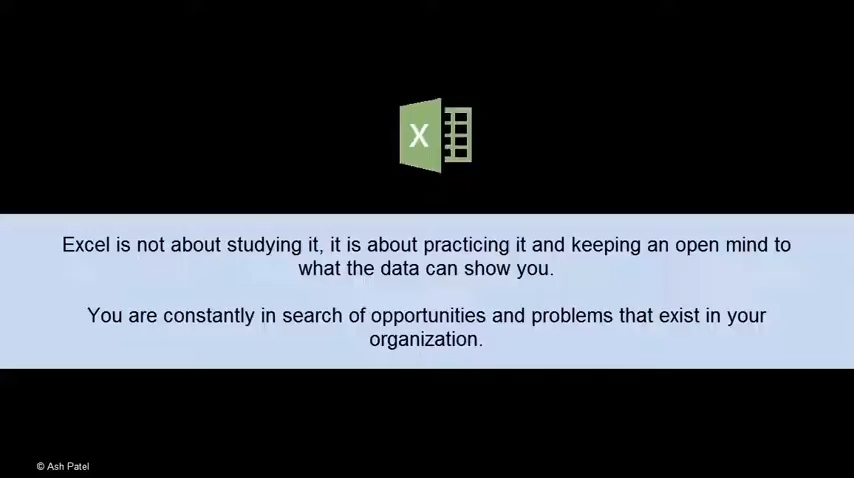 X
Excel is not about studying it, it is about practicing it and keeping an open mind to
what the data can show you.
You are constantly in search of opportunities and problems that exist in your
organization.
© Ash Patel